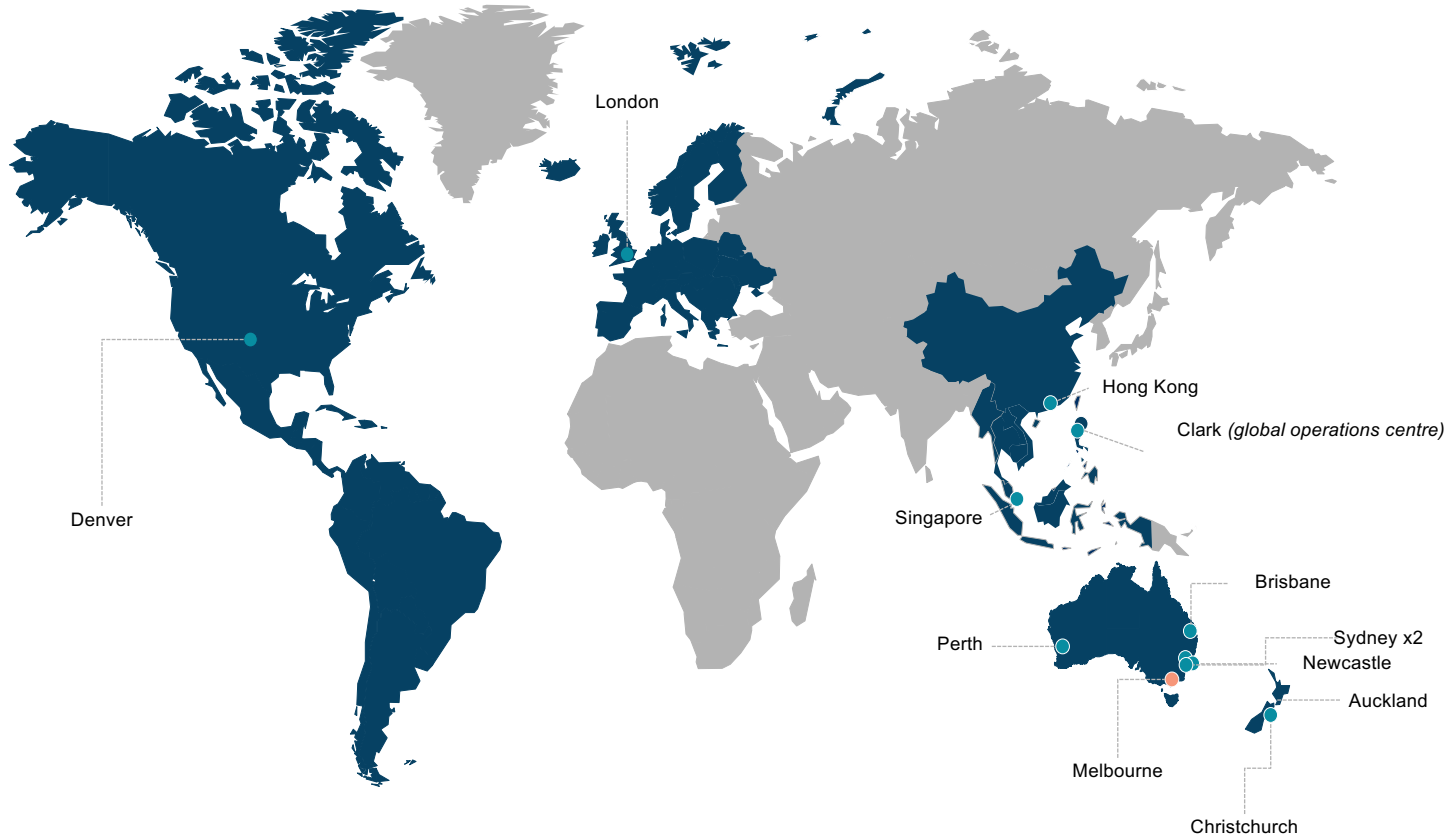 London
Hong Kong
Clark (global operations centre)
Denver
Singapore
Brisbane
Perth
Sydney x2
Newcastle
Auckland
Melbourne
Christchurch